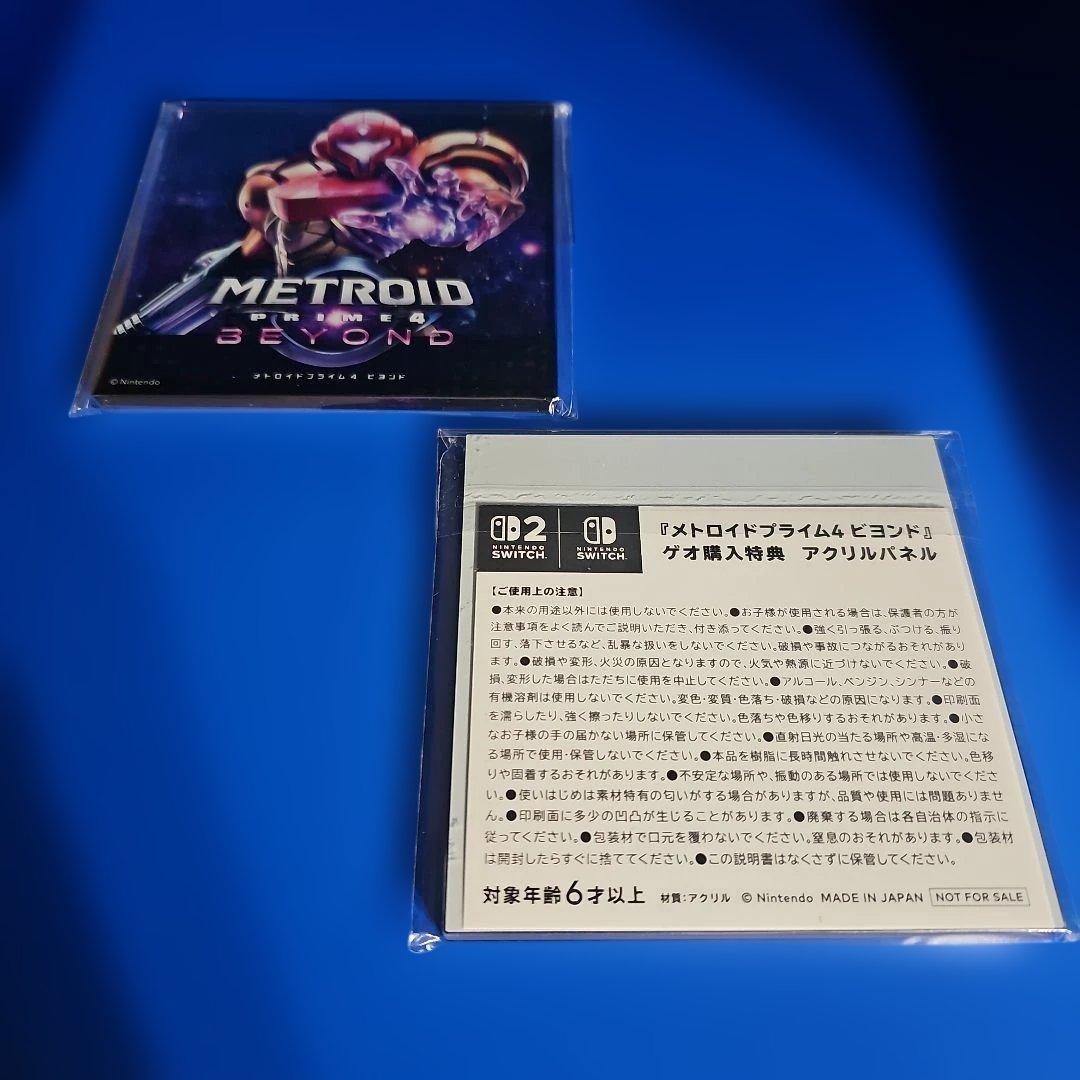 METROID
PRIME 4
BEYOND
メトロイドプライム4 ビヨンド
© Nintendo
2
NINTENDO
SWITCH
NINTENDO
SWITCH
『メトロイドプライム4 ビヨンド』
ゲオ購入特典 アクリルパネル
【ご使用上の注意】
●本来の用途以外には使用しないでください。●お子様が使用される場合は、保護者の方が
注意事項をよく読んでご説明いただき、付き添ってください。●強く引っ張る、ぶつける、振り
回す、落下させるなど、乱暴な扱いをしないでください。破損や事故につながるおそれがあり
ます。●破損や変形、火災の原因となりますので、火気や熱源に近づけないでください。●破
損、変形した場合はただちに使用を中止してください。●アルコール、ベンジン、シンナーなどの
有機溶剤は使用しないでください。変色・変質・色落ち・破損などの原因になります。●印刷面
を濡らしたり、強く擦ったりしないでください。色落ちや色移りするおそれがあります。●小さ
なお子様の手の届かない場所に保管してください。●直射日光の当たる場所や高温・多湿にな
る場所で使用・保管しないでください。●本品を樹脂に長時間触れさせないでください。色移
りや固着するおそれがあります。●不安定な場所や、振動のある場所では使用しないでくださ
い。●使いはじめは素材特有の匂いがする場合がありますが、品質や使用には問題ありませ
ん。●印刷面に多少の凹凸が生じることがあります。●廃棄する場合は各自治体の指示に
従ってください。●包装材で口元を覆わないでください。窒息のおそれがあります。●包装材
は開封したらすぐに捨ててください。●この説明書はなくさずに保管してください。
対象年齢6才以上 材質:アクリル © Nintendo MADE IN JAPAN NOT FOR SALE